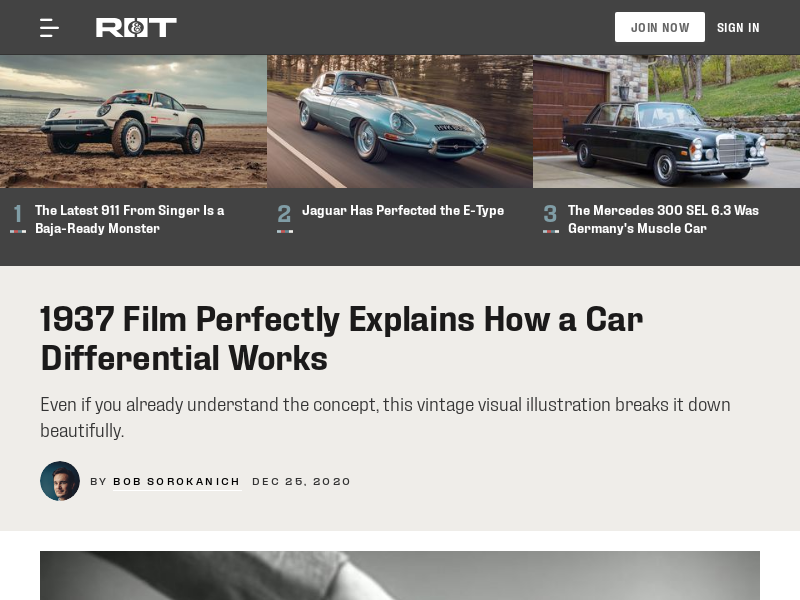 R&T
JOIN NOW
SIGN IN
1
The Latest 911 From Singer Is a
Baja-Ready Monster
2
Jaguar Has Perfected the E-Type
3
The Mercedes 300 SEL 6.3 Was
Germany's Muscle Car
1937 Film Perfectly Explains How a Car
Differential Works
Even if you already understand the concept, this vintage visual illustration breaks it down
beautifully.
BY BOB SOROKANICH DEC 25, 2020